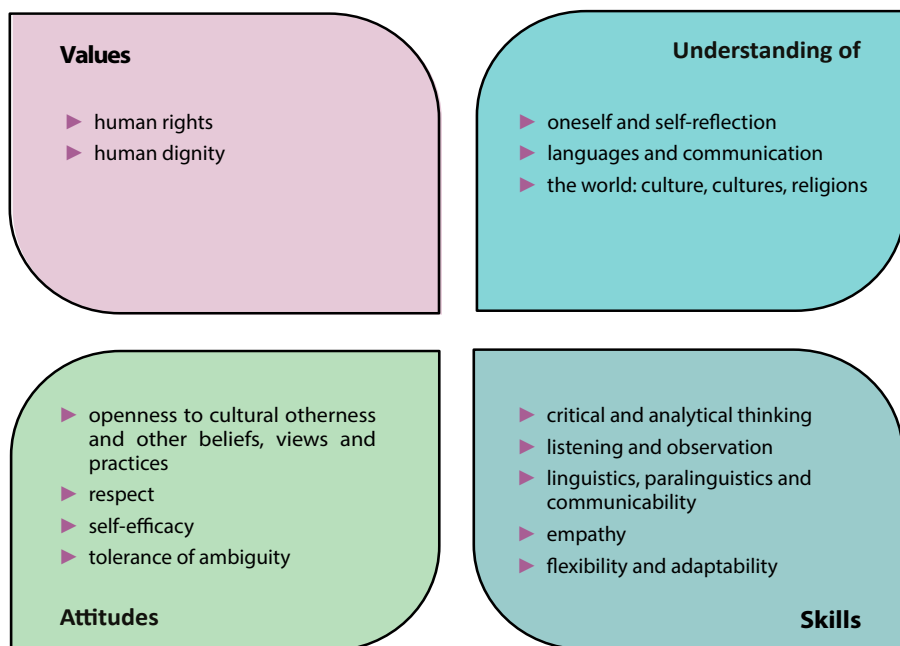 Values
► human rights
► human dignity
Understanding of
► oneself and self-reflection
► languages and communication
► the world: culture, cultures, religions
► openness to cultural otherness
and other beliefs, views and
practices
► respect
► self-efficacy
► tolerance of ambiguity
Attitudes
► critical and analytical thinking
► listening and observation
► linguistics, paralinguistics and
communicability
► empathy
► flexibility and adaptability
Skills